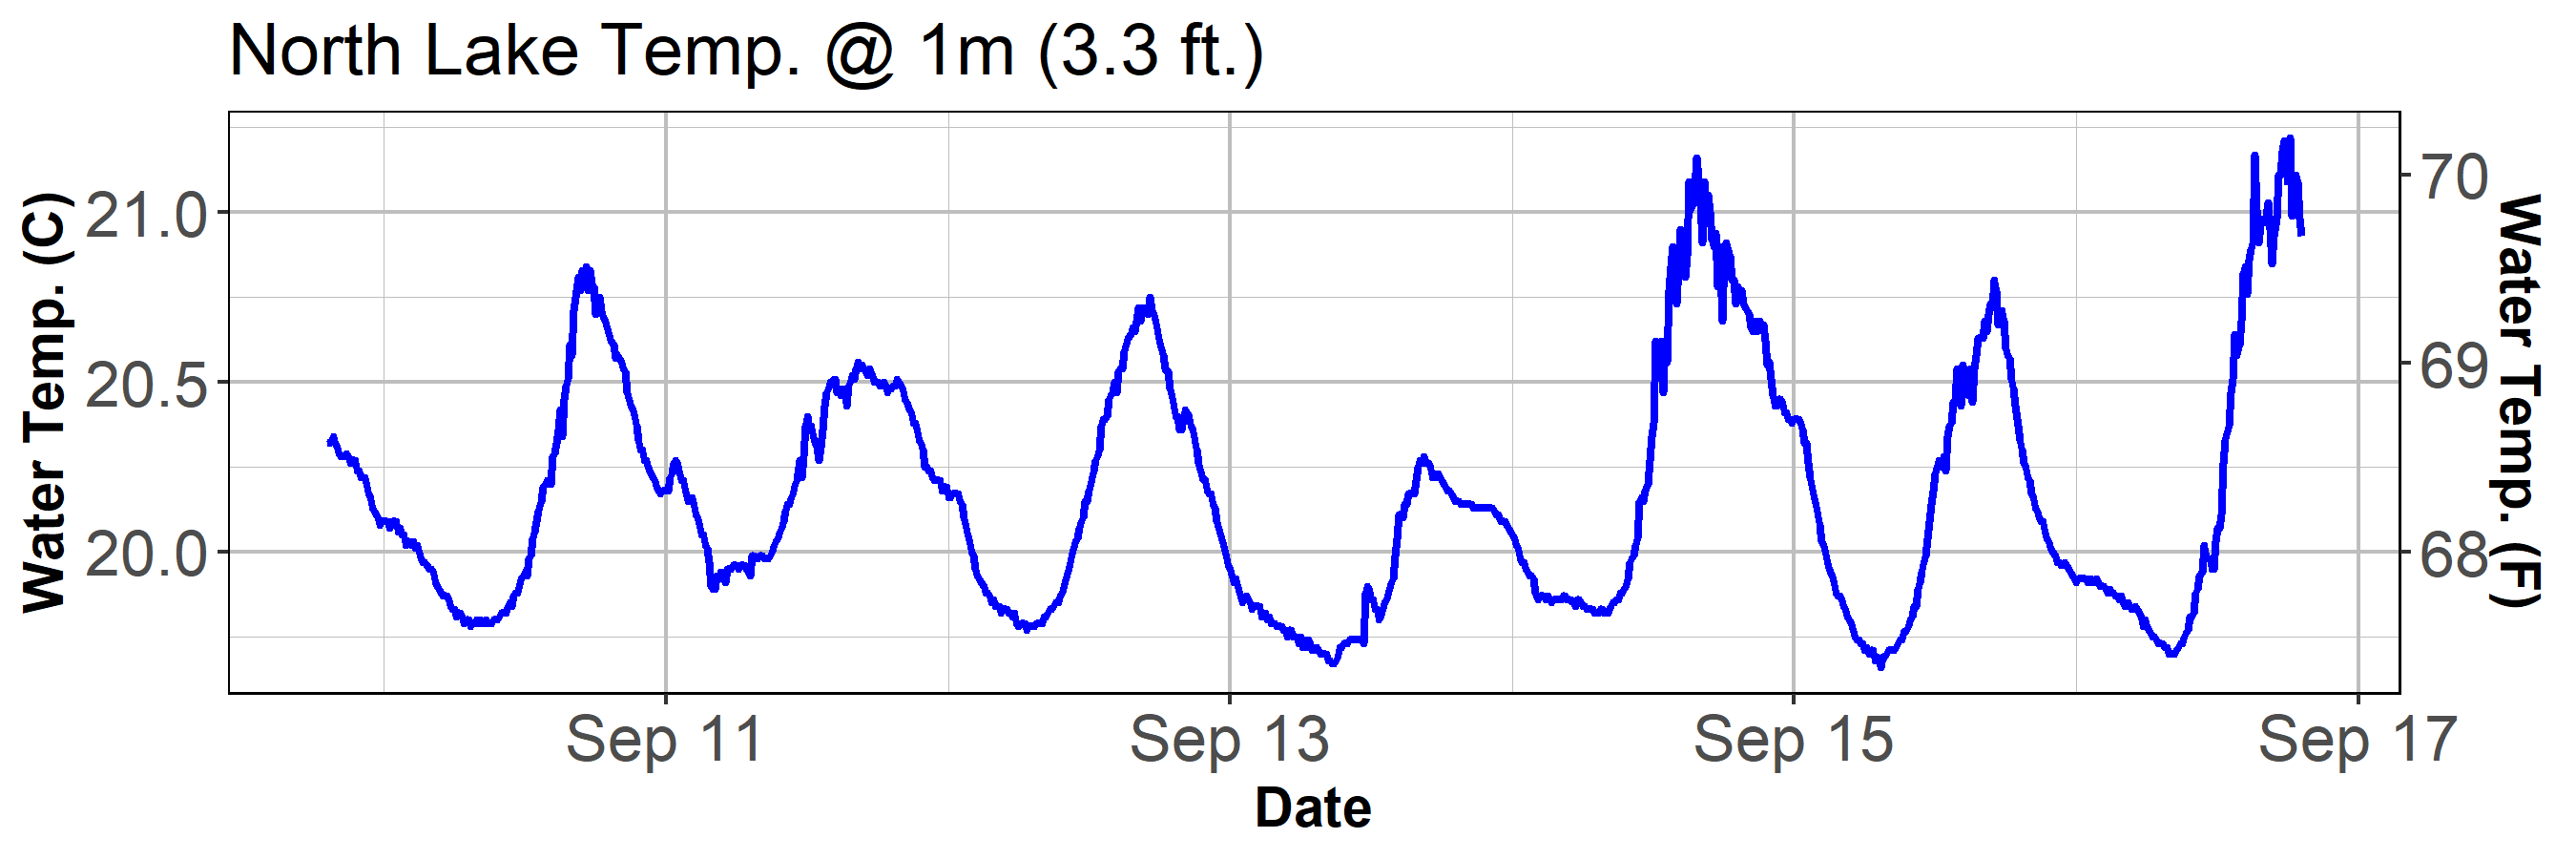 North Lake Temp. @ 1m (3.3 ft.)
Water Temp. (C)
21.0
20.5
20.0
70
69
68
Water Temp. (F)
Sep 11
Sep 13
Sep 15
Sep 17
Date